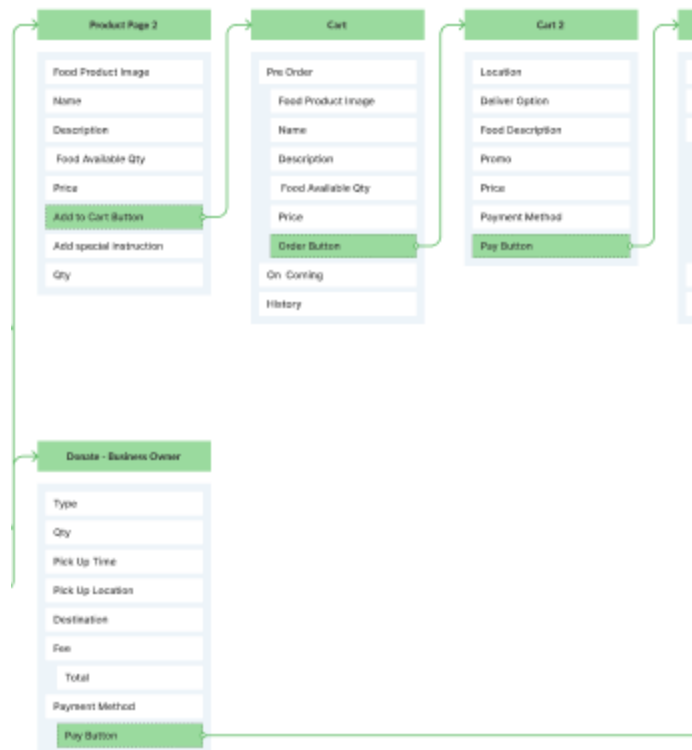 Product Page 2
Food Product Image
Name
Description
Food Available Qty
Price
Add to Cart Button
Add special instruction
Qty
Cart
Pre Order
Food Product Image
Name
Description
Food Available Qty
Price
Order Button
On Coming
History
Cart 2
Location
Deliver Option
Food Description
Promo
Price
Payment Method
Pay Button
Donate - Business Owner
Type
Qty
Pick Up Time
Pick Up Location
Destination
Fee
Total
Payment Method
Pay Button